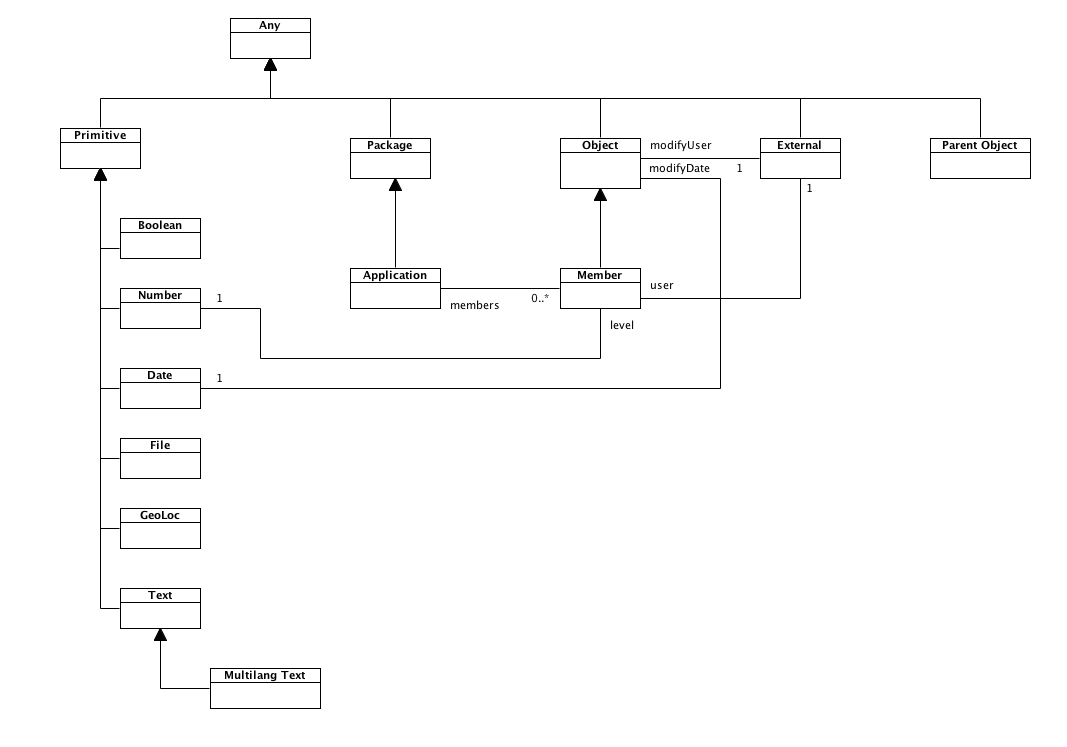 Any
Primitive
Package
Object
modifyUser
External
Parent Object
modifyDate
1
1
Boolean
Application
Member
user
Number
1
members
0..*
level
Date
1
File
GeoLoc
Text
Multilang Text